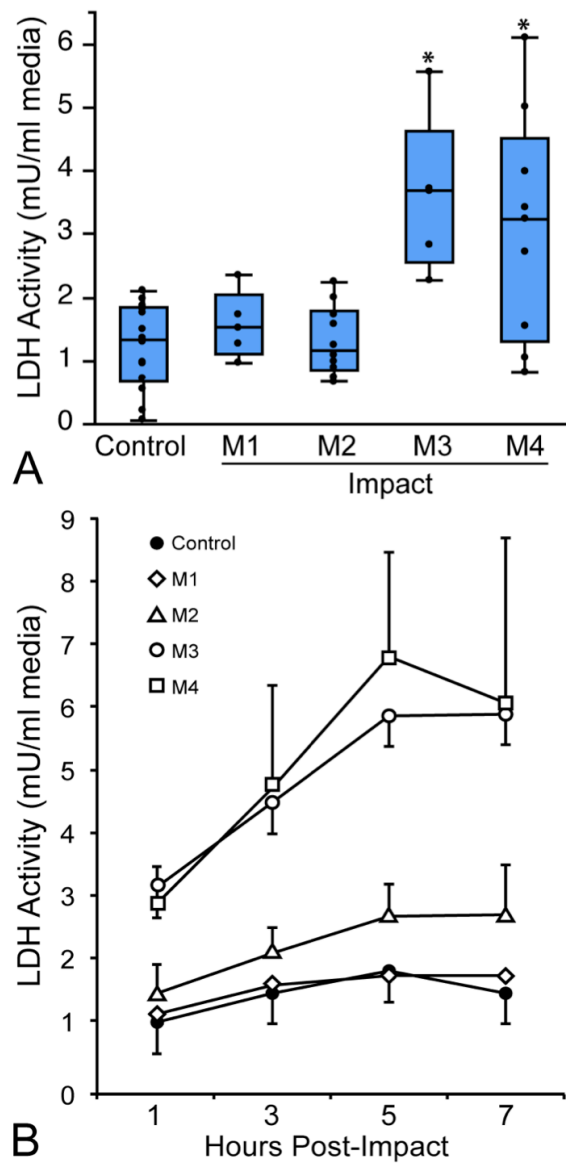 LDH Activity (mU/ml media)
6
5
4
3
2
1
0
*
*
Control M1 M2 M3 M4
Impact
A
LDH Activity (mU/ml media)
9
8
7
6
5
4
3
2
1
0
Control
M1
M2
M3
M4
1 3 5 7
Hours Post-Impact
B